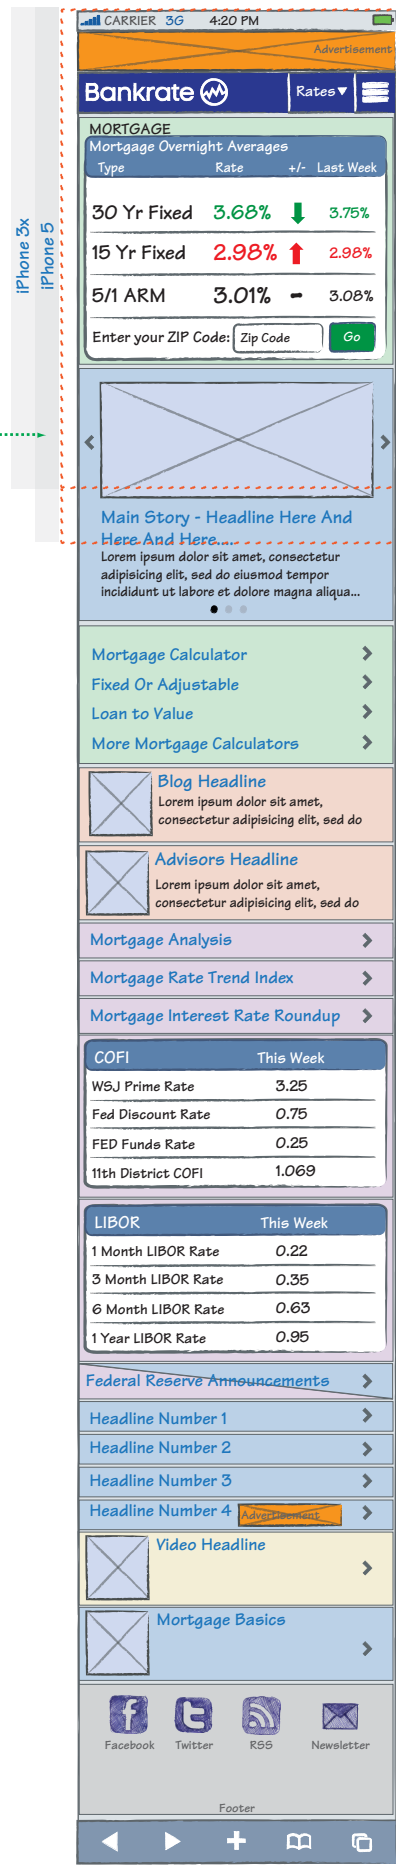 CARRIER 3G 4:20 PM
Advertisement
Bankrate Rates▼
MORTGAGE
Mortgage Overnight Averages
Type Rate +/- Last Week
30 Yr Fixed 3.68% 3.75%
15 Yr Fixed 2.98% 2.98%
5/1 ARM 3.01% - 3.08%
Enter your ZIP Code: Zip Code Go
iPhone 3x
iPhone 5
Main Story - Headline Here And
Here And Here....
Lorem ipsum dolor sit amet, consectetur
adipisicing elit, sed do eiusmod tempor
incididunt ut labore et dolore magna aliqua...
Mortgage Calculator
Fixed Or Adjustable
Loan to Value
More Mortgage Calculators
Blog Headline
Lorem ipsum dolor sit amet,
consectetur adipisicing elit, sed do
Advisors Headline
Lorem ipsum dolor sit amet,
consectetur adipisicing elit, sed do
Mortgage Analysis
Mortgage Rate Trend Index
Mortgage Interest Rate Roundup
COFI This Week
WSJ Prime Rate 3.25
Fed Discount Rate 0.75
FED Funds Rate 0.25
11th District COFI 1.069
LIBOR This Week
1 Month LIBOR Rate 0.22
3 Month LIBOR Rate 0.35
6 Month LIBOR Rate 0.63
1 Year LIBOR Rate 0.95
Federal Reserve Announcements
Headline Number 1
Headline Number 2
Headline Number 3
Headline Number 4 Advertisement
Video Headline
Mortgage Basics
Facebook Twitter RSS Newsletter
Footer